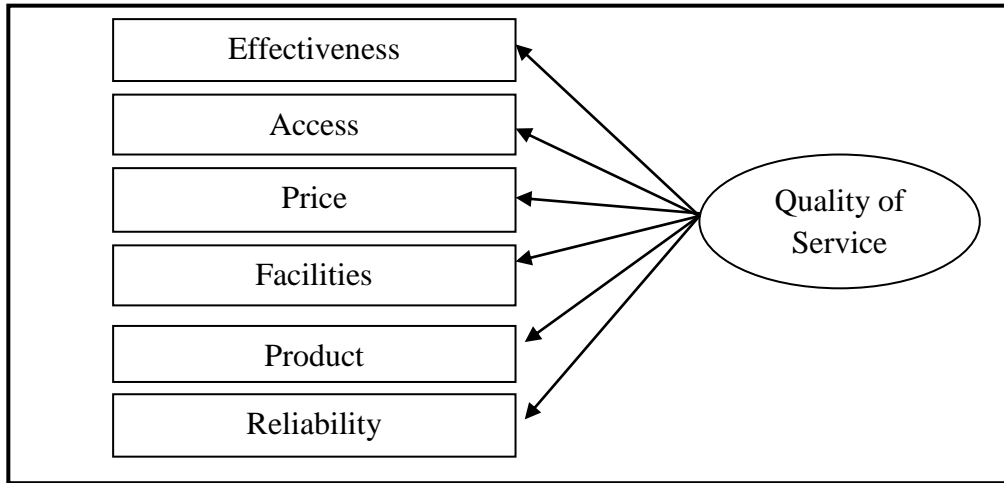 Effectiveness
Access
Price
Facilities
Product
Reliability
Quality of
Service